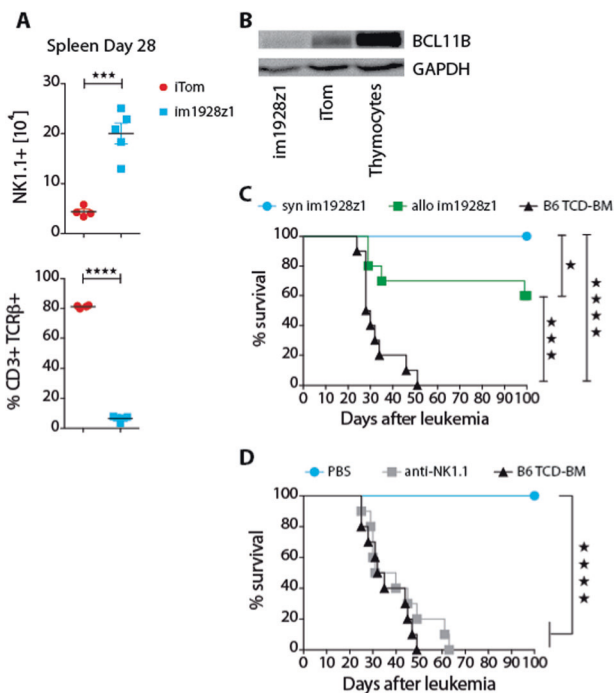 A
Spleen Day 28
★★★
iTom
im1928z1
NK1.1+ [10⁴]
30
20
10
0
★★★★
% CD3+ TCRβ+
100
80
60
40
20
0
B
BCL11B
GAPDH
im1928z1
iTom
Thymocytes
C
syn im1928z1 allo im1928z1 B6 TCD-BM
% survival
100
80
60
40
20
0
0 10 20 30 40 50 60 70 80 90 100
Days after leukemia
★
★★★
★★★★
D
PBS anti-NK1.1 B6 TCD-BM
% survival
100
80
60
40
20
0
0 10 20 30 40 50 60 70 80 90 100
Days after leukemia
★★★★